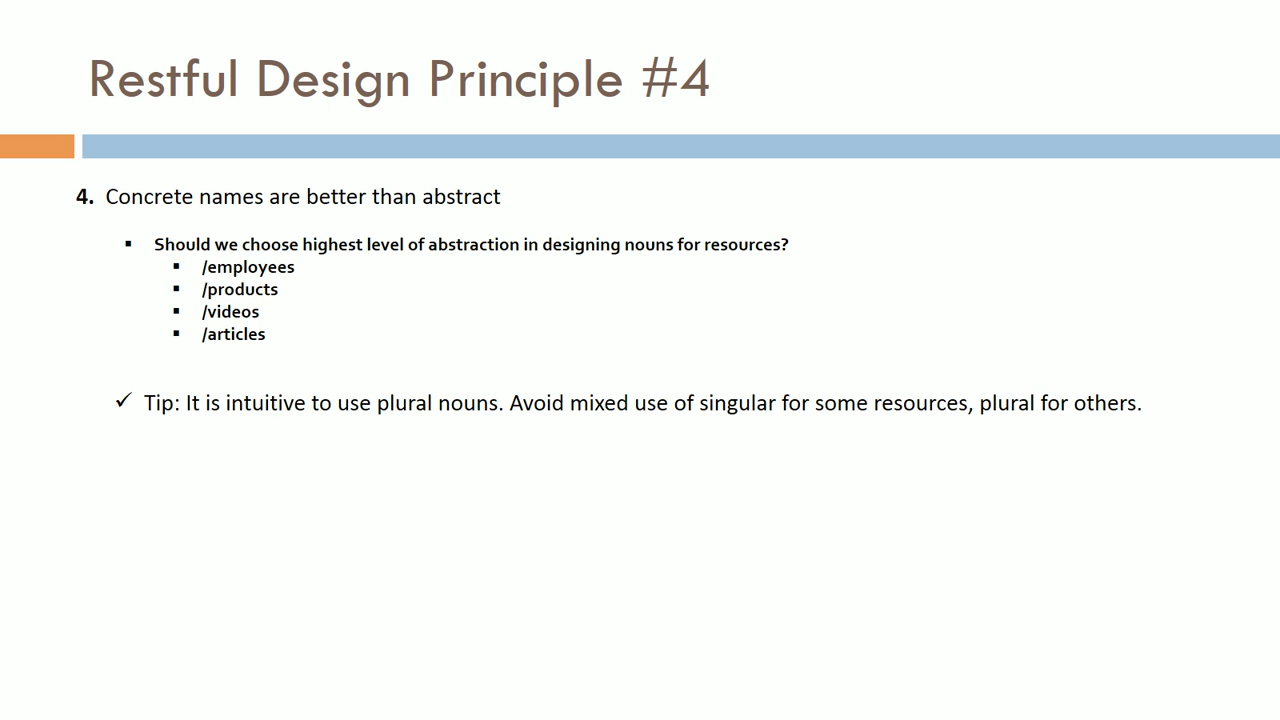 Restful Design Principle #4
4. Concrete names are better than abstract
▪ Should we choose highest level of abstraction in designing nouns for resources?
▪ /employees
▪ /products
▪ /videos
▪ /articles
✓ Tip: It is intuitive to use plural nouns. Avoid mixed use of singular for some resources, plural for others.